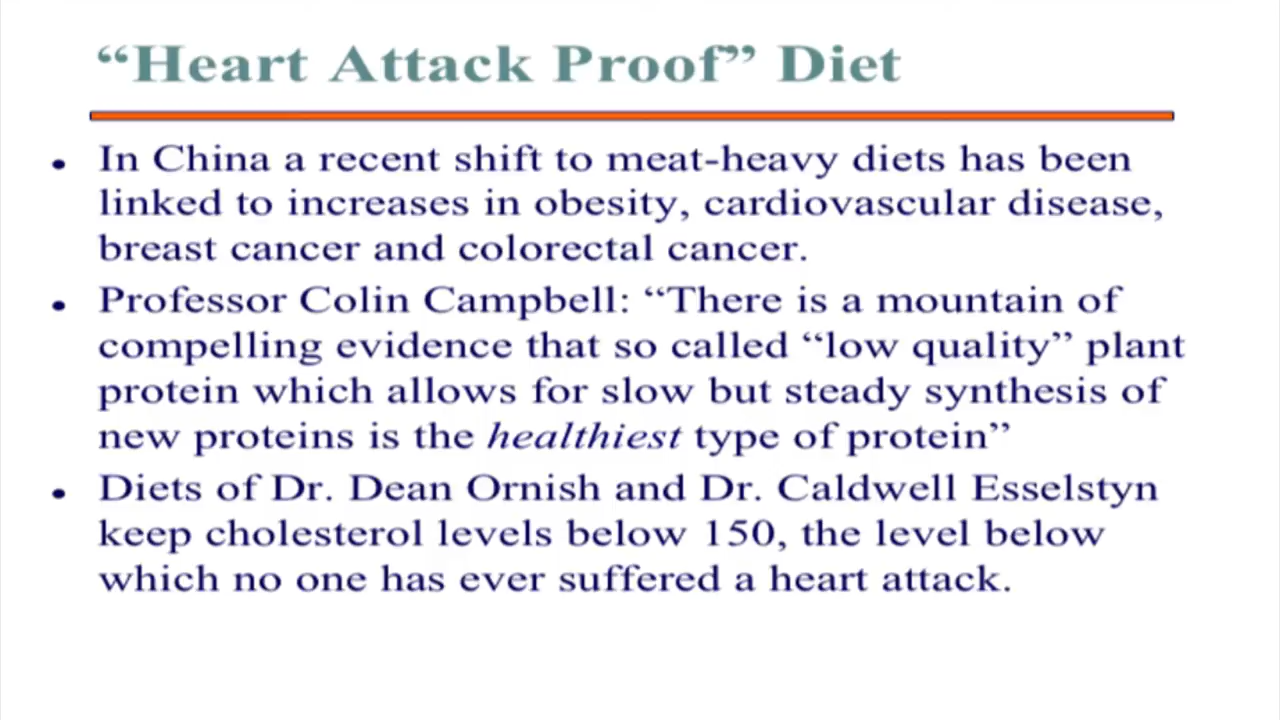 “Heart Attack Proof” Diet
• In China a recent shift to meat-heavy diets has been
linked to increases in obesity, cardiovascular disease,
breast cancer and colorectal cancer.
• Professor Colin Campbell: “There is a mountain of
compelling evidence that so called “low quality” plant
protein which allows for slow but steady synthesis of
new proteins is the healthiest type of protein”
• Diets of Dr. Dean Ornish and Dr. Caldwell Esselstyn
keep cholesterol levels below 150, the level below
which no one has ever suffered a heart attack.